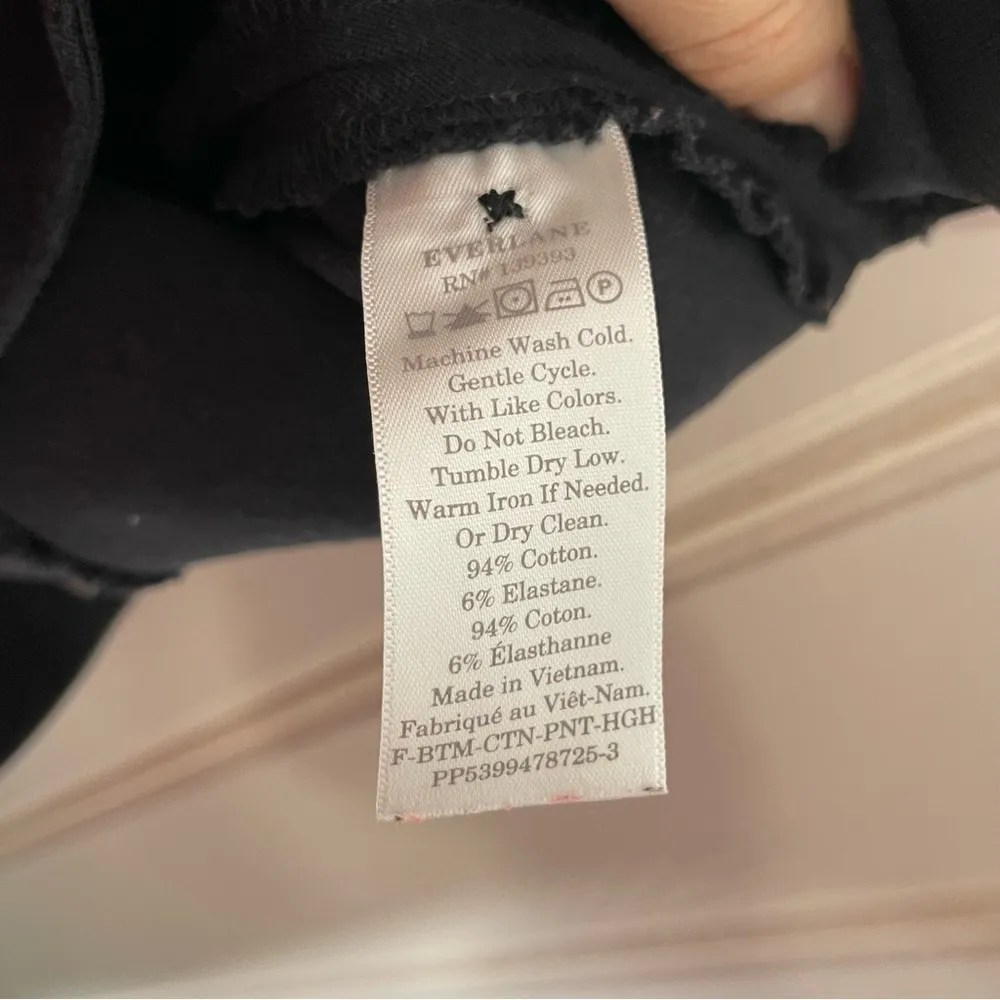 EVERLANE
RN# 139393
P
Machine Wash Cold.
Gentle Cycle.
With Like Colors.
Do Not Bleach.
Tumble Dry Low.
Warm Iron If Needed.
Or Dry Clean.
94% Cotton.
6% Elastane.
94% Coton.
6% Élasthanne
Made in Vietnam.
Fabriqué au Viêt-Nam.
F-BTM-CTN-PNT-HGH
PP5399478725-3